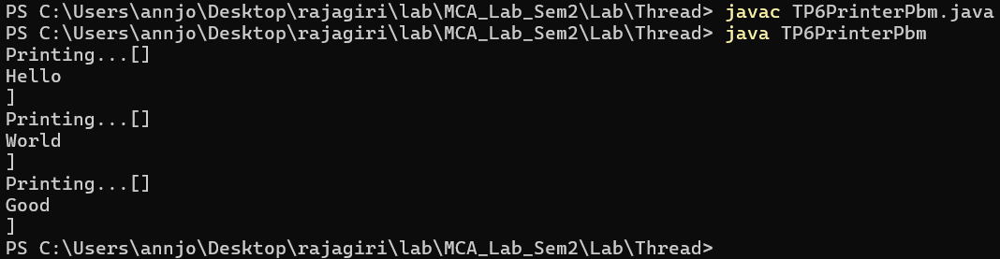 PS C:\Users\annjo\Desktop\rajagiri\lab\MCA_Lab_Sem2\Lab\Thread> javac TP6PrinterPbm.java
PS C:\Users\annjo\Desktop\rajagiri\lab\MCA_Lab_Sem2\Lab\Thread> java TP6PrinterPbm
Printing...[]
Hello
]
Printing...[]
World
]
Printing...[]
Good
]
PS C:\Users\annjo\Desktop\rajagiri\lab\MCA_Lab_Sem2\Lab\Thread>